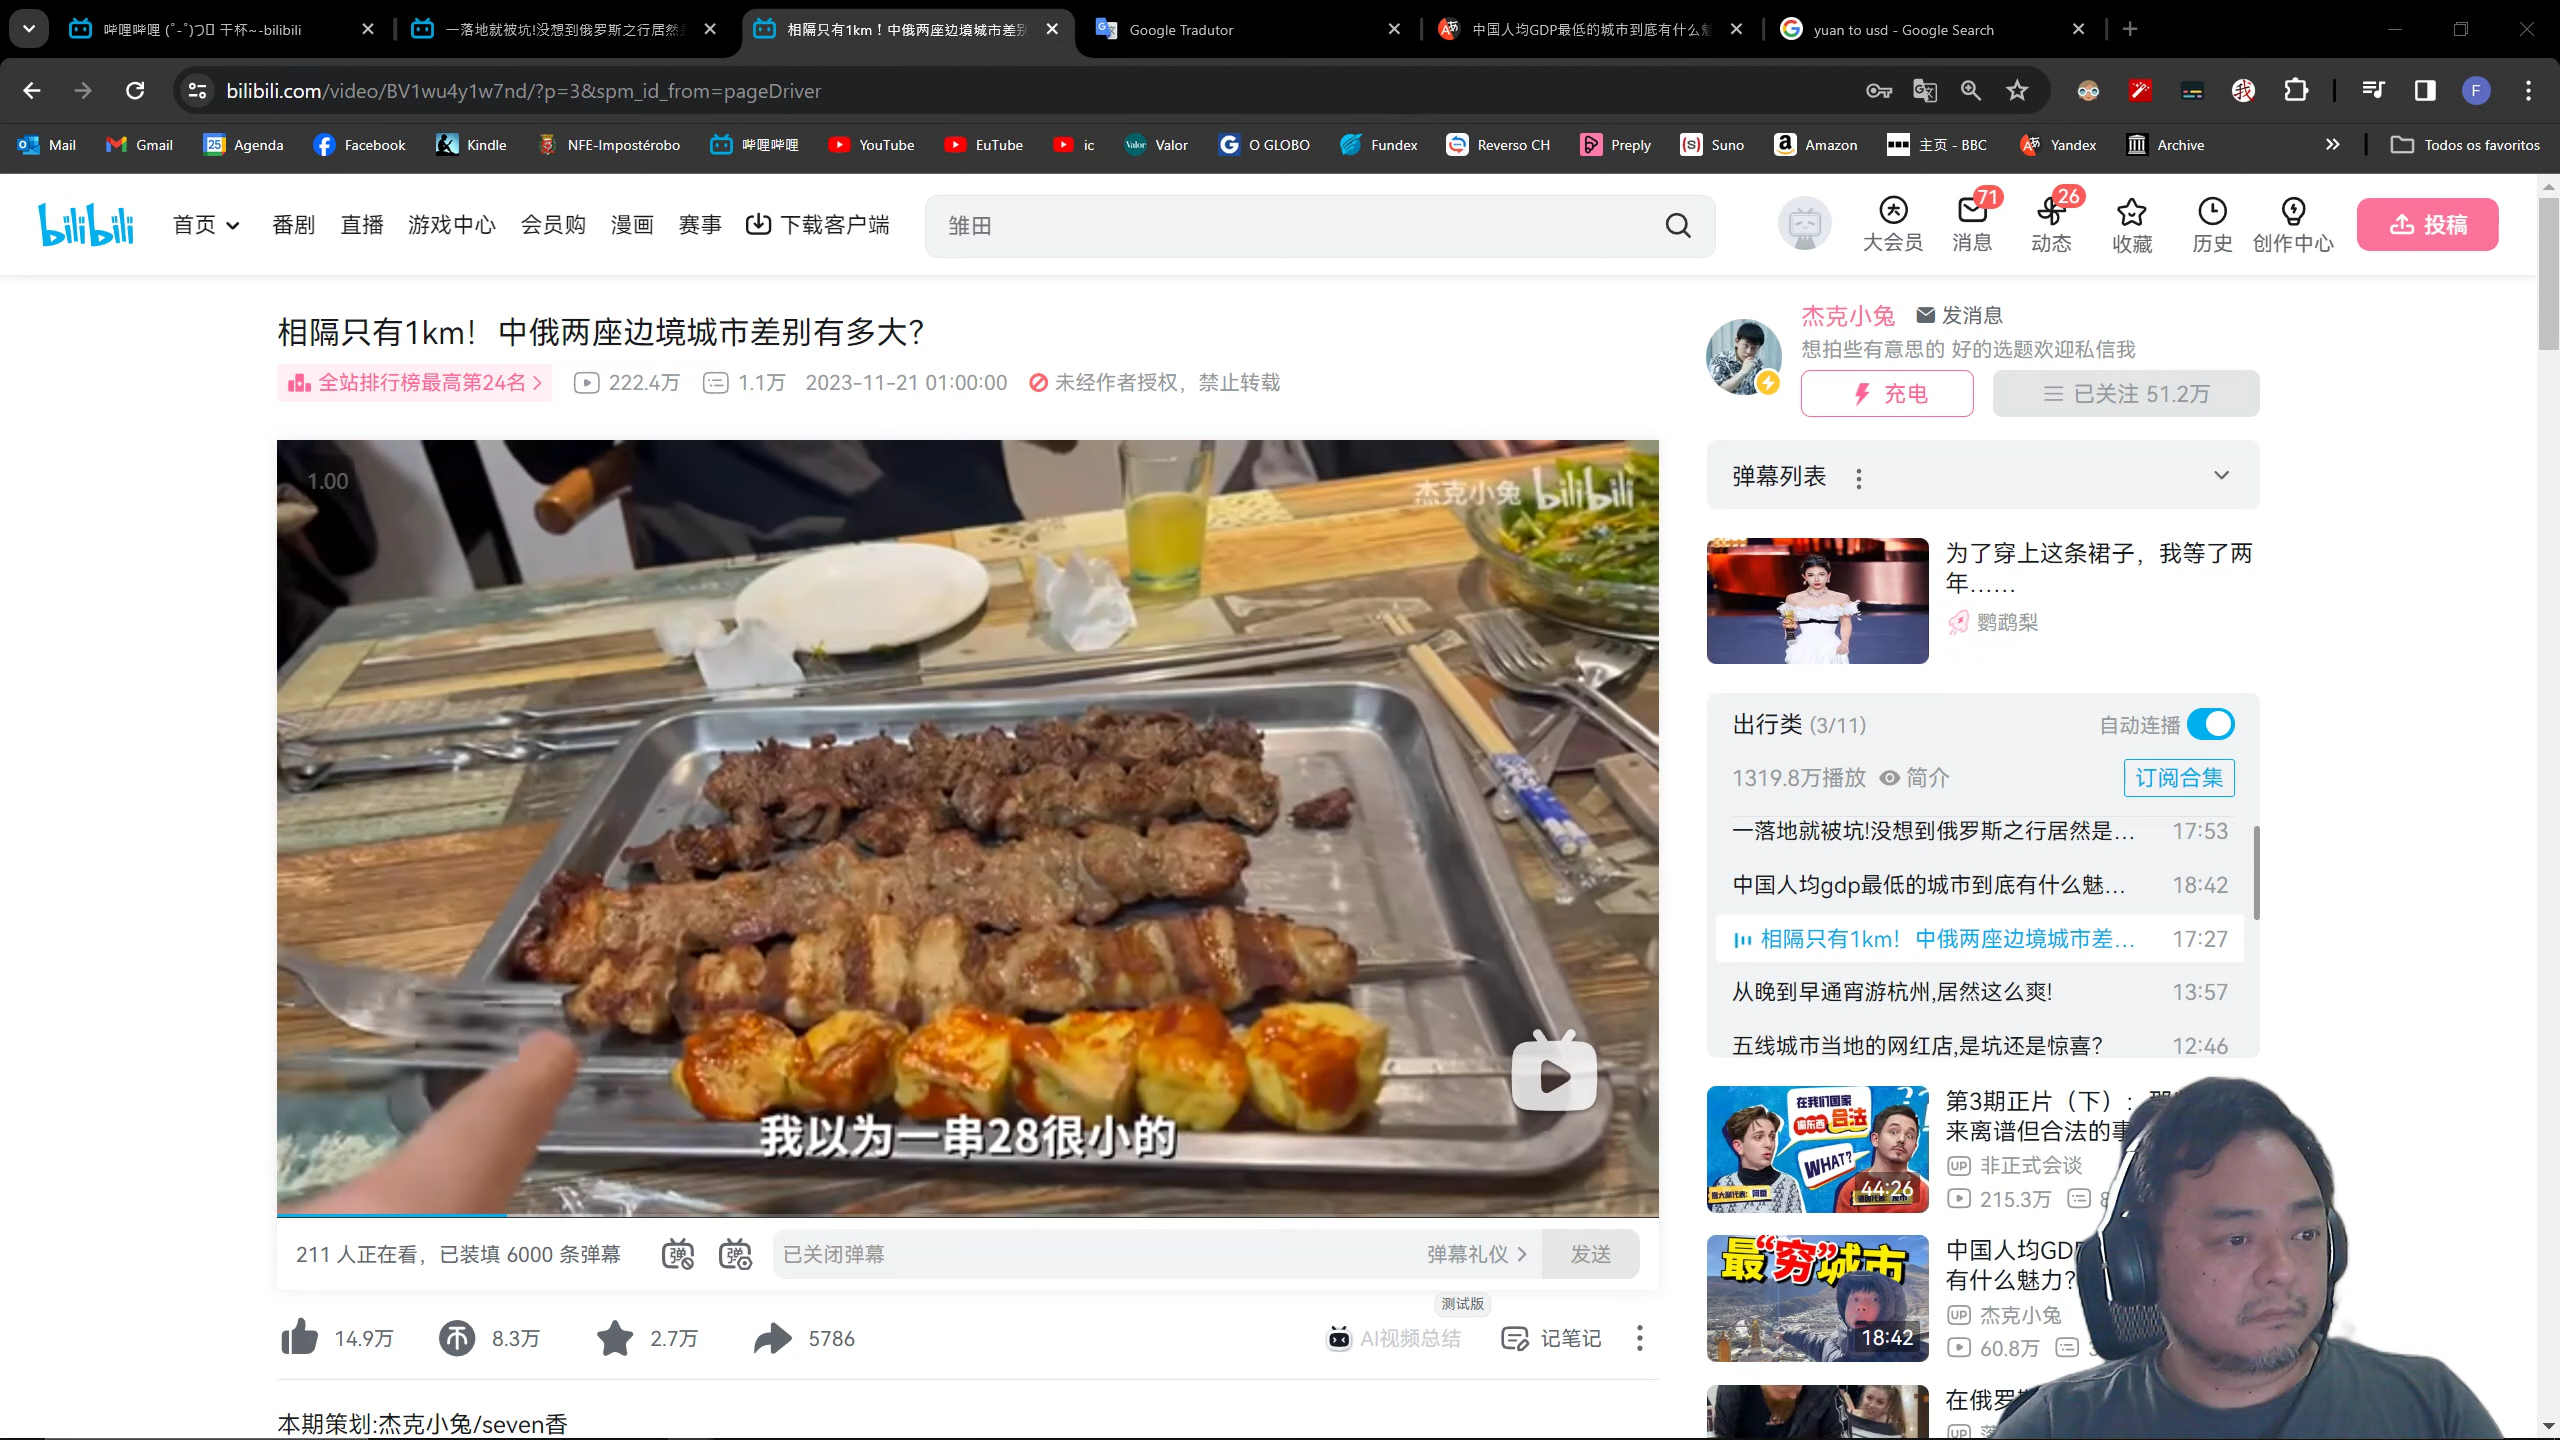 哔哩哔哩 (゜-゜)つロ 干杯~-bilibili
一落地就被坑!没想到俄罗斯之行居然是
相隔只有1km！中俄两座边境城市差别
Google Tradutor
中国人均GDP最低的城市到底有什么魅
yuan to usd - Google Search
bilibili.com/video/BV1wu4y1w7nd/?p=3&spm_id_from=pageDriver
F
Mail
Gmail
25
Agenda
Facebook
Kindle
NFE-Impostérobo
哔哩哔哩
YouTube
EuTube
ic
Valor
Valor
O GLOBO
Fundex
Reverso CH
Preply
Suno
Amazon
主页 - BBC
Yandex
Archive
Todos os favoritos
bilibili
首页
番剧
直播
游戏中心
会员购
漫画
赛事
下载客户端
雏田
大会员
71
消息
26
动态
收藏
历史
创作中心
投稿
相隔只有1km！中俄两座边境城市差别有多大？
全站排行榜最高第24名
222.4万
1.1万
2023-11-21 01:00:00
未经作者授权，禁止转载
杰克小兔
发消息
想拍些有意思的 好的选题欢迎私信我
充电
已关注 51.2万
1.00
杰克小兔 bilibili
我以为一串28很小的
211 人正在看，已装填 6000 条弹幕
已关闭弹幕
弹幕礼仪
发送
14.9万
8.3万
2.7万
5786
测试版
AI视频总结
记笔记
本期策划:杰克小兔/seven香
弹幕列表
为了穿上这条裙子，我等了两
年……
鹦鹉梨
出行类 (3/11)
自动连播
1319.8万播放
简介
订阅合集
一落地就被坑!没想到俄罗斯之行居然是…
17:53
中国人均gdp最低的城市到底有什么魅…
18:42
相隔只有1km！中俄两座边境城市差…
17:27
从晚到早通宵游杭州,居然这么爽!
13:57
五线城市当地的网红店,是坑还是惊喜?
12:46
在我们国家
偷东西合法
WHAT?
44:26
第3期正片（下）：
来离谱但合法的事
UP 非正式会谈
215.3万
8
最“穷”城市
18:42
中国人均GD
有什么魅力?
UP 杰克小兔
60.8万
在俄罗
UP